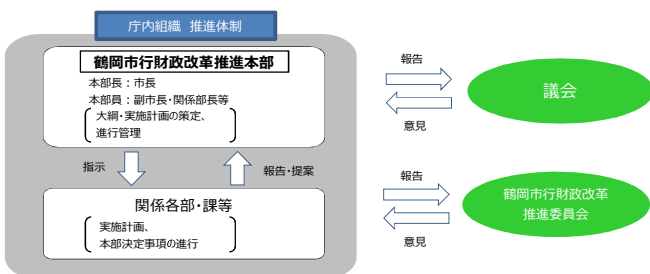 庁内組織 推進体制
鶴岡市行財政改革推進本部
本部長：市長
本部員：副市長・関係部長等
大綱・実施計画の策定、
進行管理
指示
報告・提案
関係各部・課等
実施計画、
本部決定事項の進行
報告
意見
議会
報告
意見
鶴岡市行財政改革
推進委員会